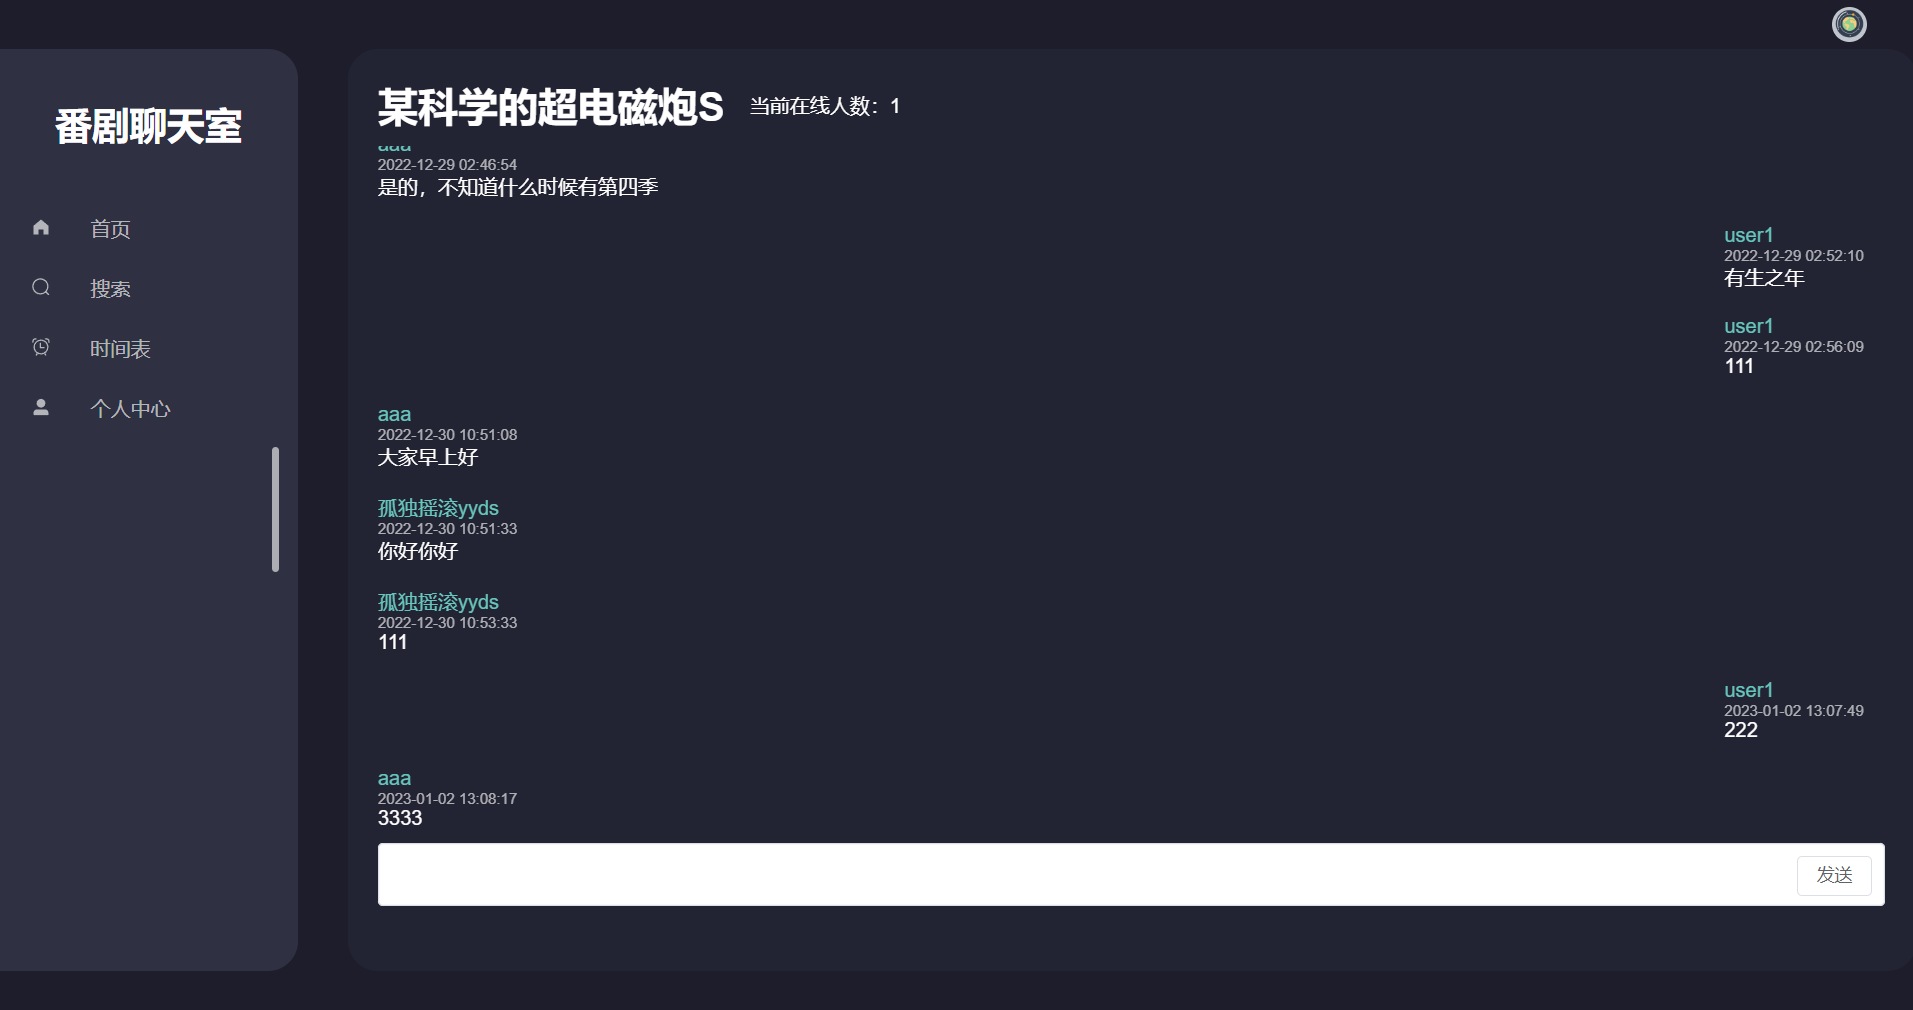 番剧聊天室
首页
搜索
时间表
个人中心
某科学的超电磁炮S 当前在线人数：1
aaa
2022-12-29 02:46:54
是的，不知道什么时候有第四季
user1
2022-12-29 02:52:10
有生之年
user1
2022-12-29 02:56:09
111
aaa
2022-12-30 10:51:08
大家早上好
孤独摇滚yyds
2022-12-30 10:51:33
你好你好
孤独摇滚yyds
2022-12-30 10:53:33
111
user1
2023-01-02 13:07:49
222
aaa
2023-01-02 13:08:17
3333
发送